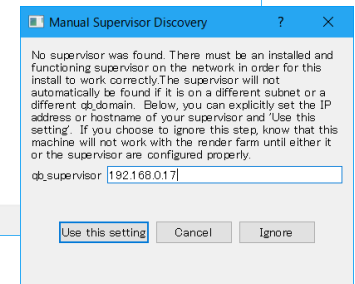 Manual Supervisor Discovery
No supervisor was found. There must be an installed and
functioning supervisor on the network in order for this
install to work correctly.The supervisor will not
automatically be found if it is on a different subnet or a
different qb_domain. Below, you can explicitly set the IP
address or hostname of your supervisor and 'Use this
setting'. If you choose to ignore this step, know that this
machine will not work with the render farm until either it
or the supervisor are configured properly.
qb_supervisor 192.168.0.17
Use this setting Cancel Ignore